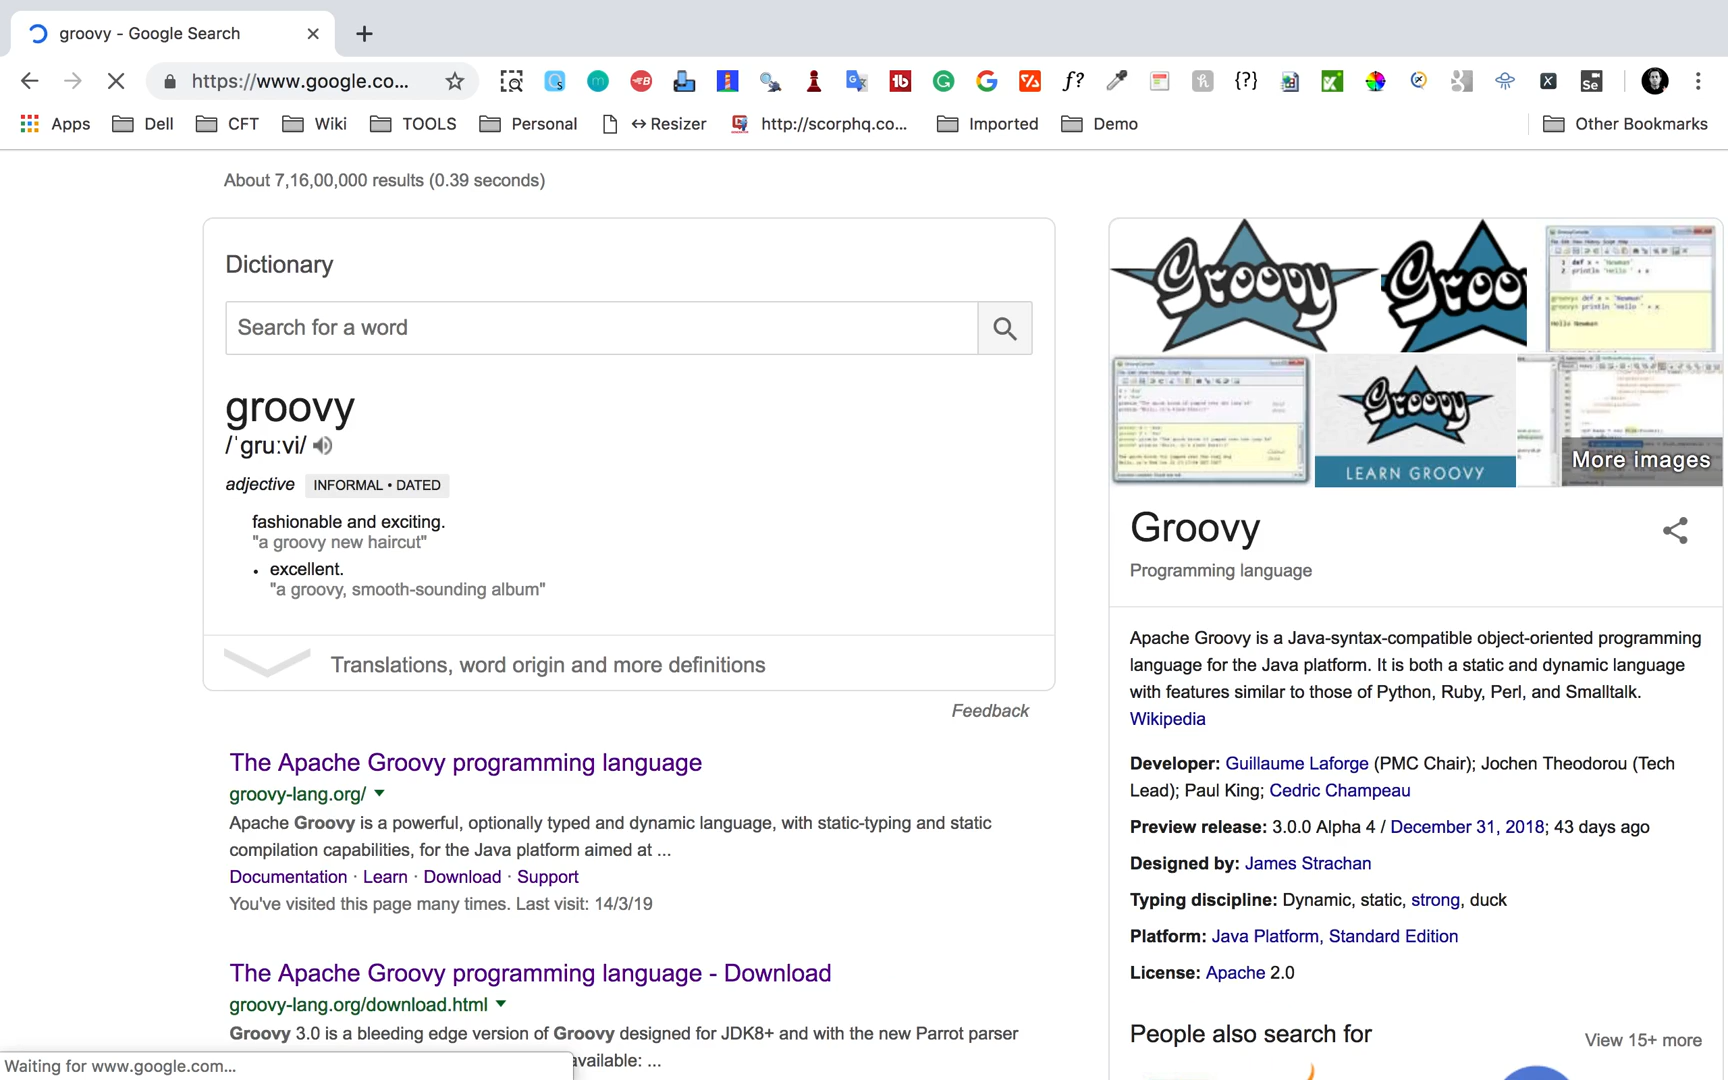 groovy - Google Search
https://www.google.co...
Apps Dell CFT Wiki TOOLS Personal ↔ Resizer http://scorphq.co... Imported Demo Other Bookmarks
About 7,16,00,000 results (0.39 seconds)
Dictionary
Search for a word
groovy
/ˈɡruːvi/
adjective INFORMAL • DATED
fashionable and exciting.
"a groovy new haircut"
• excellent.
"a groovy, smooth-sounding album"
Translations, word origin and more definitions
Feedback
The Apache Groovy programming language
groovy-lang.org/
Apache Groovy is a powerful, optionally typed and dynamic language, with static-typing and static
compilation capabilities, for the Java platform aimed at ...
Documentation · Learn · Download · Support
You've visited this page many times. Last visit: 14/3/19
The Apache Groovy programming language - Download
groovy-lang.org/download.html
Groovy 3.0 is a bleeding edge version of Groovy designed for JDK8+ and with the new Parrot parser
available: ...
Waiting for www.google.com...
Groovy
Groovy
LEARN GROOVY
More images
Groovy
Programming language
Apache Groovy is a Java-syntax-compatible object-oriented programming
language for the Java platform. It is both a static and dynamic language
with features similar to those of Python, Ruby, Perl, and Smalltalk.
Wikipedia
Developer: Guillaume Laforge (PMC Chair); Jochen Theodorou (Tech
Lead); Paul King; Cedric Champeau
Preview release: 3.0.0 Alpha 4 / December 31, 2018; 43 days ago
Designed by: James Strachan
Typing discipline: Dynamic, static, strong, duck
Platform: Java Platform, Standard Edition
License: Apache 2.0
People also search for
View 15+ more